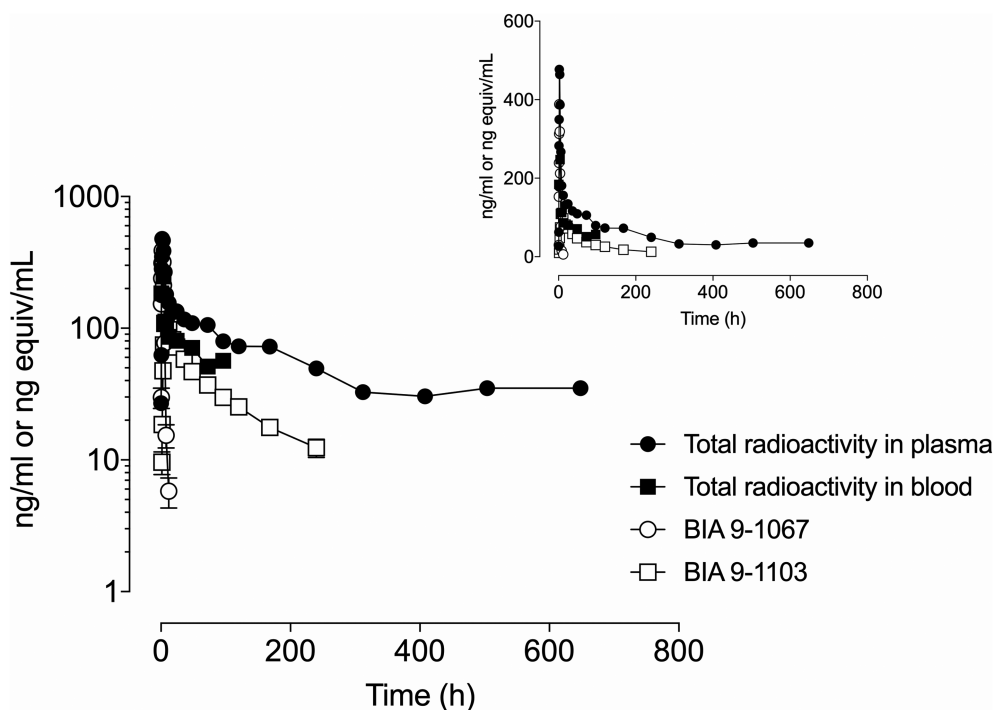 600
400
200
0
ng/ml or ng equiv/mL
0 200 400 600 800
Time (h)
1000
100
10
1
ng/ml or ng equiv/mL
0 200 400 600 800
Time (h)
Total radioactivity in plasma
Total radioactivity in blood
BIA 9-1067
BIA 9-1103